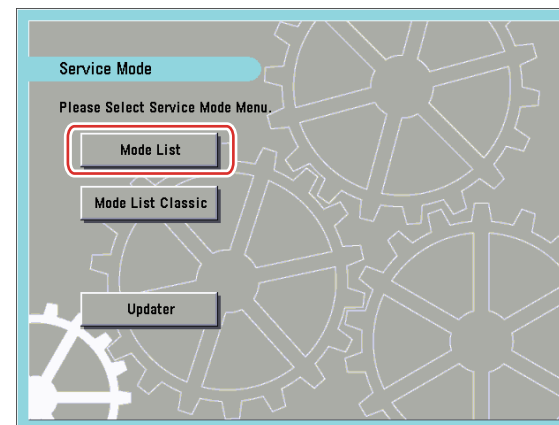 Service Mode
Please Select Service Mode Menu.
Mode List
Mode List Classic
Updater